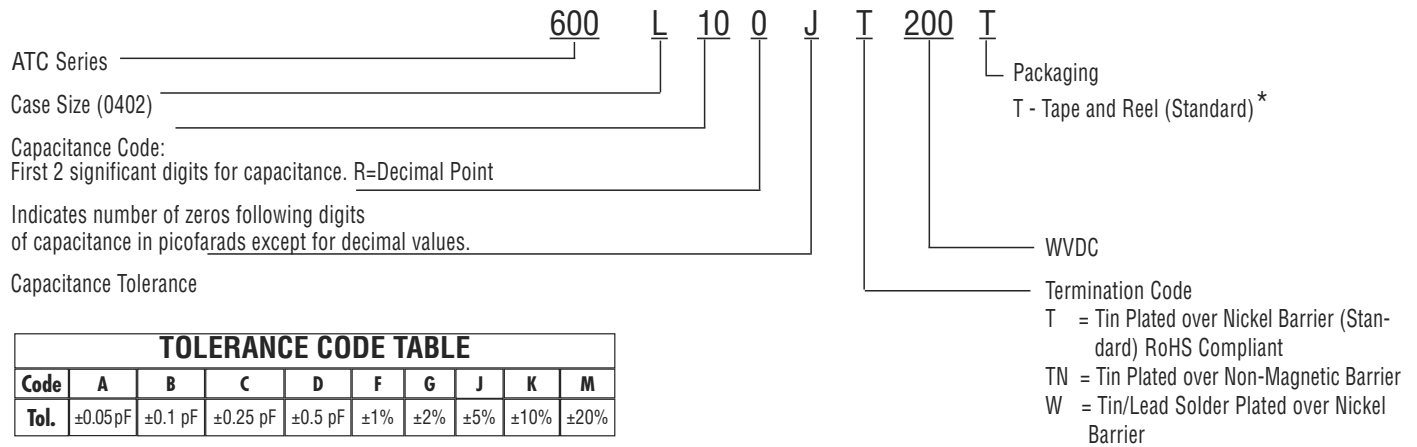 600 L 10 0 J T 200 T
ATC Series
Case Size (0402)
Capacitance Code:
First 2 significant digits for capacitance. R=Decimal Point
Indicates number of zeros following digits
of capacitance in picofarads except for decimal values.
Capacitance Tolerance
Packaging
T - Tape and Reel (Standard)*
WVDC
Termination Code
T = Tin Plated over Nickel Barrier (Stan-
dard) RoHS Compliant
TN = Tin Plated over Non-Magnetic Barrier
W = Tin/Lead Solder Plated over Nickel
Barrier
TOLERANCE CODE TABLE
Code A B C D F G J K M
Tol. ±0.05 pF ±0.1 pF ±0.25 pF ±0.5 pF ±1% ±2% ±5% ±10% ±20%